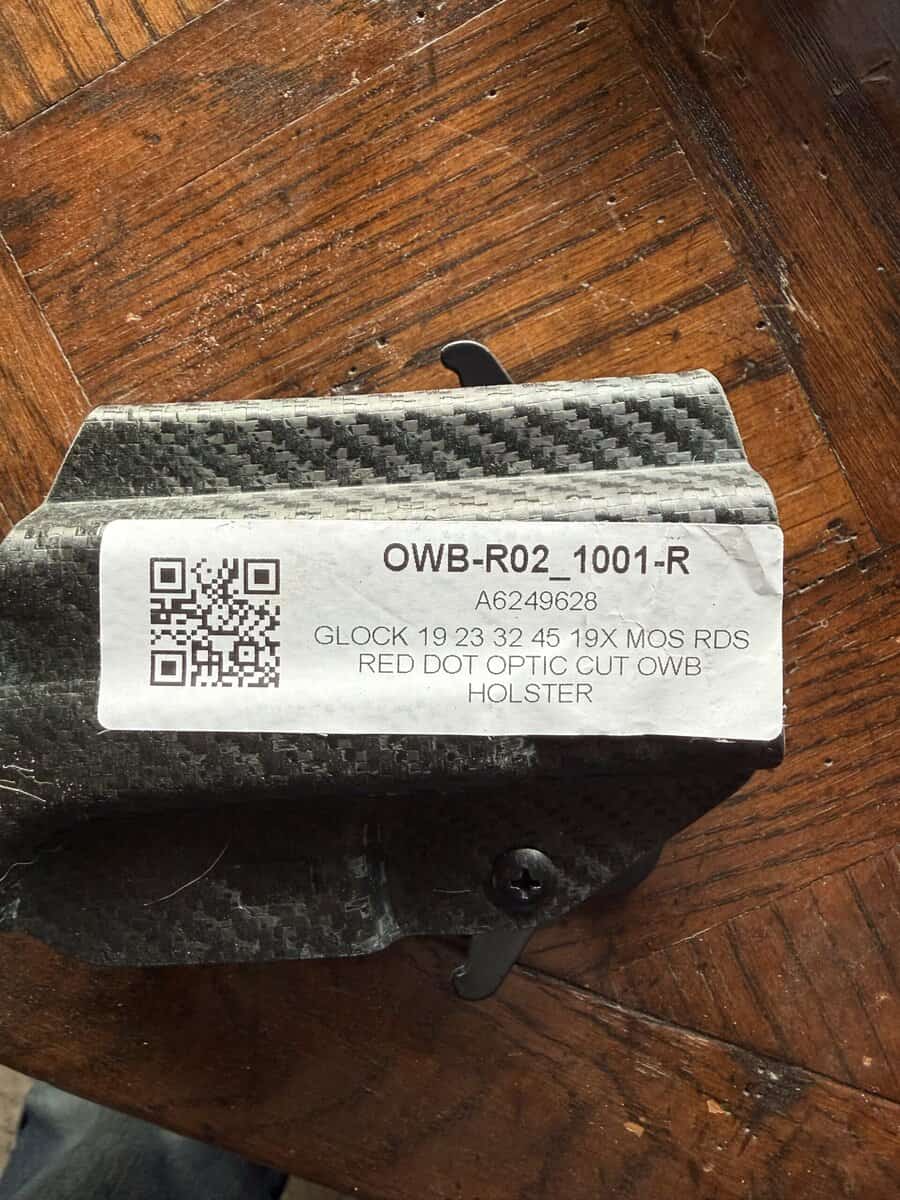 OWB-R02_1001-R
A6249628
GLOCK 19 23 32 45 19X MOS RDS
RED DOT OPTIC CUT OWB
HOLSTER